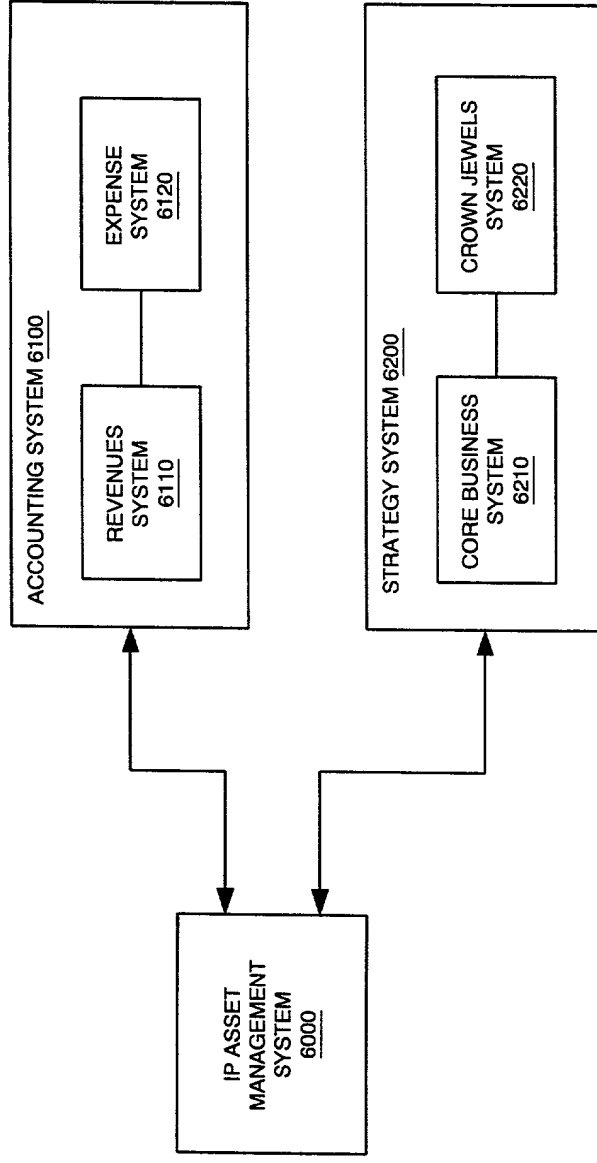 IP ASSET
MANAGEMENT
SYSTEM
6000
ACCOUNTING SYSTEM 6100
REVENUES
SYSTEM
6110
EXPENSE
SYSTEM
6120
STRATEGY SYSTEM 6200
CORE BUSINESS
SYSTEM
6210
CROWN JEWELS
SYSTEM
6220